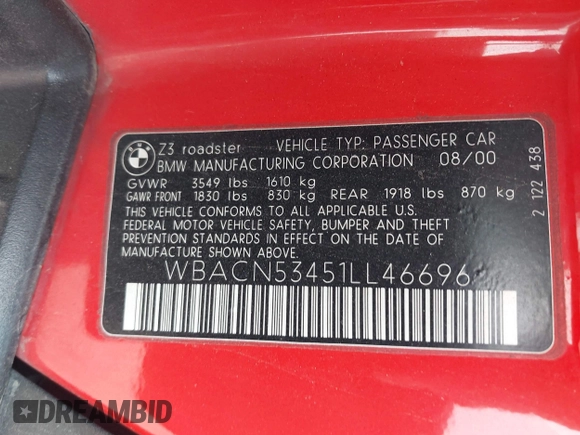 Z3 roadster VEHICLE TYP: PASSENGER CAR
BMW MANUFACTURING CORPORATION 08/00
GVWR 3549 lbs 1610 kg
GAWR FRONT 1830 lbs 830 kg REAR 1918 lbs 870 kg
THIS VEHICLE CONFORMS TO ALL APPLICABLE U.S.
FEDERAL MOTOR VEHICLE SAFETY, BUMPER AND THEFT
PREVENTION STANDARDS IN EFFECT ON THE DATE OF
MANUFACTURE SHOWN ABOVE.
WBACN53451LL46696
2 122 438
DREAMBID